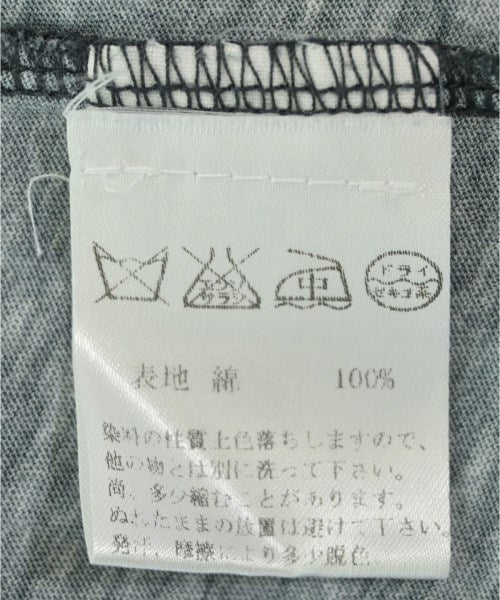 エンソ
サラシ
中
ドライ
セキユ系
表地 綿 100%
染料の性質上色落ちしますので、
他の物とは別に洗って下さい。
尚、多少縮むことがあります。
ぬれたままの放置は避けて下さい。
発汗、摩擦により多少脱色